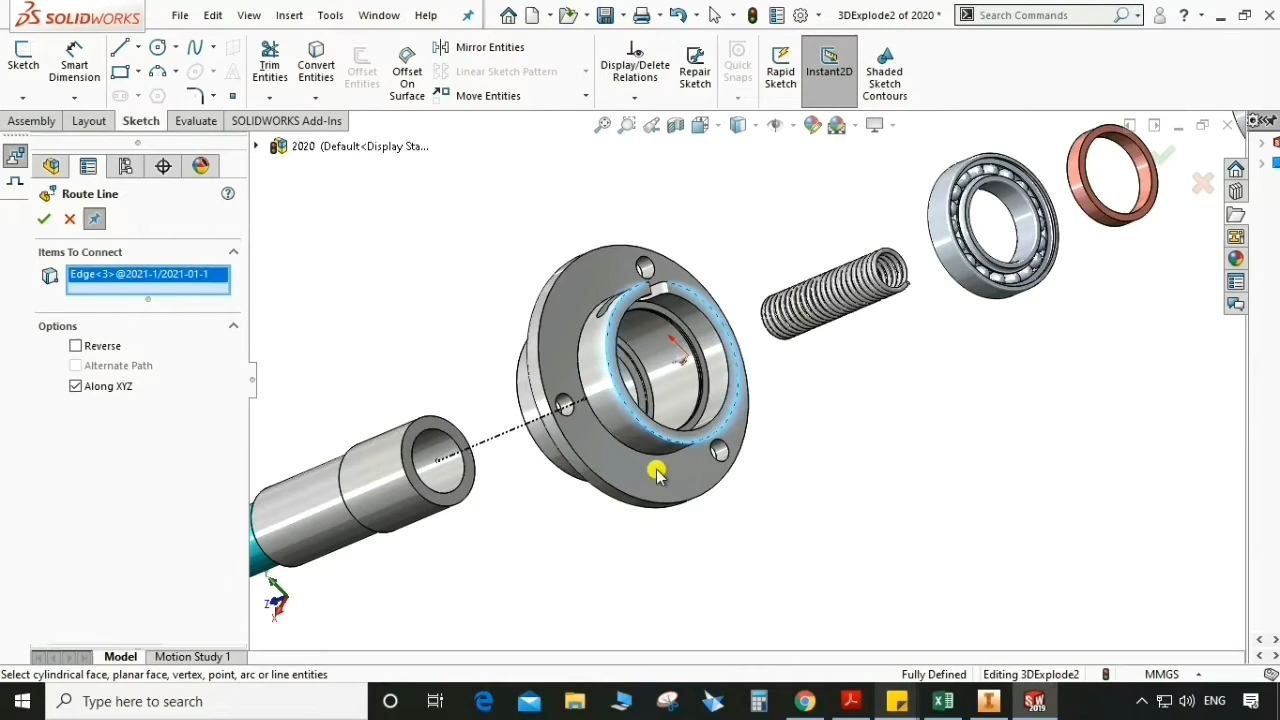 SOLIDWORKS
File
Edit
View
Insert
Tools
Window
Help
3DExplode2 of 2020 *
Search Commands
Sketch
Smart Dimension
Trim Entities
Convert Entities
Offset Entities
Offset On Surface
Mirror Entities
Linear Sketch Pattern
Move Entities
Display/Delete Relations
Repair Sketch
Quick Snaps
Rapid Sketch
Instant2D
Shaded Sketch Contours
Assembly
Layout
Sketch
Evaluate
SOLIDWORKS Add-Ins
2020 (Default<Display Sta...
Route Line
Items To Connect
Edge<3>@2021-1/2021-01-1
Options
Reverse
Alternate Path
Along XYZ
Z
X
Model
Motion Study 1
Select cylindrical face, planar face, vertex, point, arc or line entities
Fully Defined
Editing 3DExplode2
MMGS
Type here to search
SW
2019
ENG